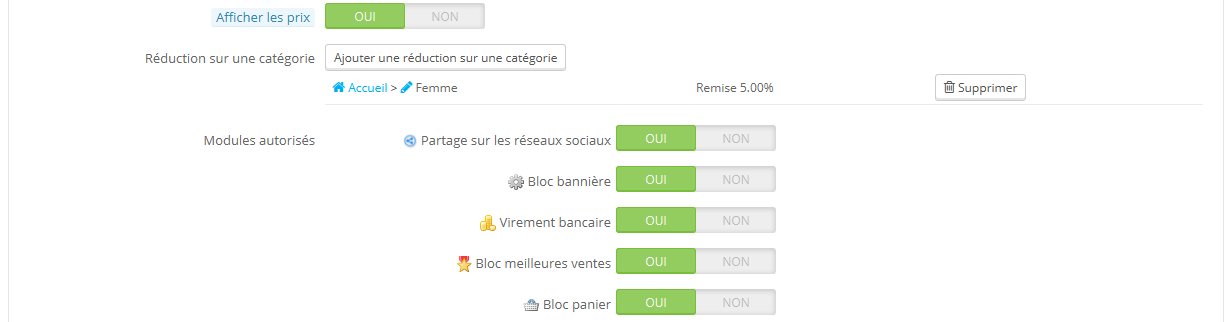 Afficher les prix OUI NON
Réduction sur une catégorie Ajouter une réduction sur une catégorie
Accueil > Femme Remise 5.00% Supprimer
Modules autorisés Partage sur les réseaux sociaux OUI NON
Bloc bannière OUI NON
Virement bancaire OUI NON
Bloc meilleures ventes OUI NON
Bloc panier OUI NON